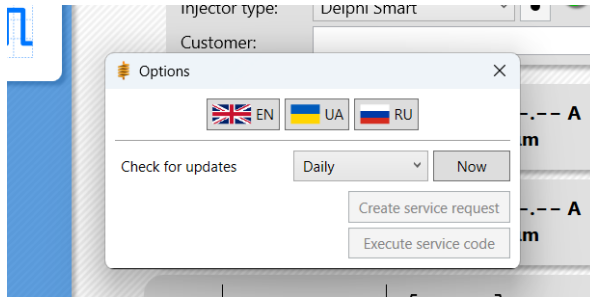 Injector type: Delphi Smart
Customer:
Options
EN UA RU
-.-- A
Check for updates Daily Now
Create service request
-.-- A
Execute service code